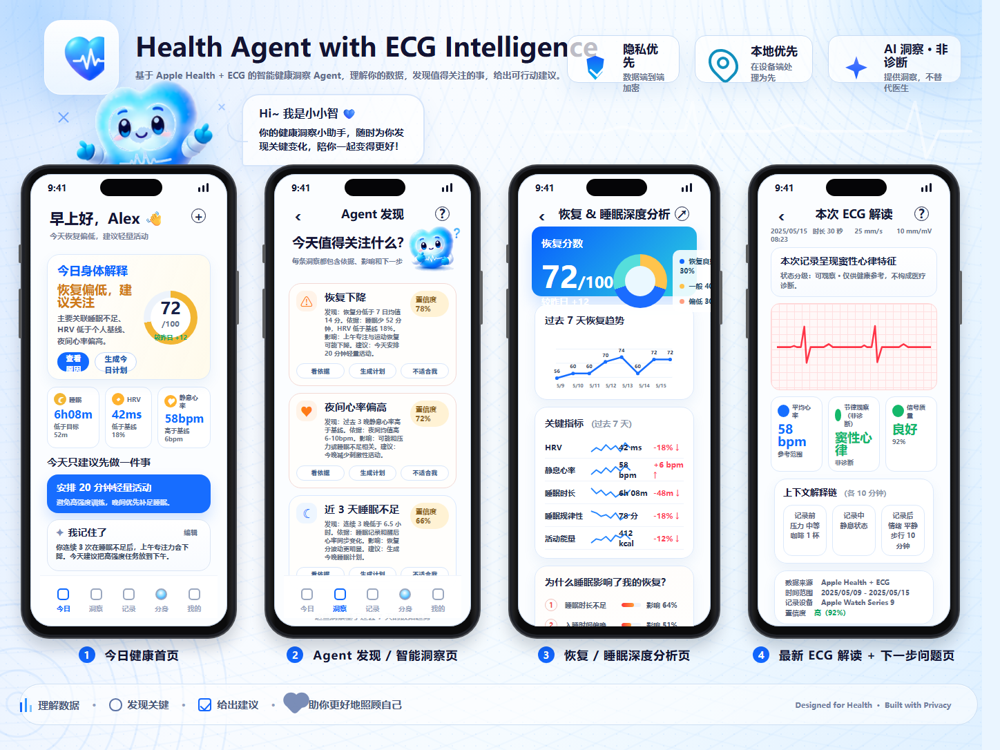 Health Agent with ECG Intelligence
基于 Apple Health + ECG 的智能健康洞察 Agent，理解你的数据，发现值得关注的事，给出可行动建议。
隐私优
先
数据端到端
加密
本地优先
在设备端处
理为先
AI 洞察 • 非
诊断
提供洞察，不替
代医生
Hi~ 我是小小智
你的健康洞察小助手，随时为你发
现关键变化，陪你一起变得更好！
9:41
早上好，Alex 👋
今天恢复偏低，建议轻量活动
今日身体解释
恢复偏低，建
议关注
主要关联睡眠不足、
HRV 低于个人基线、
夜间心率偏高。
72
/100
较昨日 +12
查看
原因
生成今
日计划
睡眠
6h08m
低于目标
52m
HRV
42ms
低于基线
18%
静息心
率
58bpm
高于基线
6bpm
今天只建议先做一件事
安排 20 分钟轻量活动
避免高强度训练，晚间优先补足睡眠。
我记住了
编辑
你连续 3 次在睡眠不足后，上午专注力会下
降。今天建议把高强度任务放到下午。
今日
洞察
记录
分身
我的
1 今日健康首页
9:41
Agent 发现
?
今天值得关注什么?
每条洞察都包含依据、影响和下一步
恢复下降
置信度
78%
发现：恢复分低于 7 日均值
14 分。依据：睡眠少 52 分
钟，HRV 低于基线 18%。
影响：上午专注与运动恢复
可能下降。建议：今天安排
20 分钟轻量活动。
看依据
生成计划
不适合我
夜间心率偏高
置信度
72%
发现：过去 3 晚静息心率高
于基线。依据：夜间均值高
6-10bpm。影响：可能和压
力或睡眠不足相关。建议：
今晚减少刺激性活动。
看依据
生成计划
不适合我
近 3 天睡眠不足
置信度
66%
发现：连续 3 晚低于 6.5 小
时。依据：睡眠记录和醒后
心率同步变化。影响：恢复
分波动更明显。建议：生成
今晚睡眠计划。
看依据
生成计划
不适合我
今日
洞察
记录
分身
我的
2 Agent 发现 / 智能洞察页
9:41
恢复 & 睡眠深度分析
恢复分数
72/100
较昨日 +12
恢复良
30%
一般 40
偏低 30
过去 7 天恢复趋势
56 60 60 70 74 60 72 72
5/9 5/10 5/11 5/12 5/13 5/14 5/15
关键指标 (过去 7 天)
HRV 42 ms -18% ↓
静息心率 58 bpm +6 bpm ↑
睡眠时长 6h 08m -48m ↓
睡眠规律性 78 分 -18% ↓
活动能量 412 kcal -12% ↓
为什么睡眠影响了我的恢复?
1 睡眠时长不足 影响 64%
2 入睡时间偏晚 影响 51%
3 恢复 / 睡眠深度分析页
9:41
本次 ECG 解读
?
2025/05/15
08:23
时长 30 秒
25 mm/s
10 mm/mV
本次记录呈现窦性心律特征
状态分级：可观察 • 仅供健康参考，不构成医疗
诊断。
平均心
率
58
bpm
参考范围
节律观察
（非诊
断）
窦性心
律
非诊断
信号质
量
良好
92%
上下文解释链 (各 10 分钟)
记录前
压力 中等
咖啡 1 杯
记录中
静息状态
记录后
情绪 平静
步行 10
分钟
数据来源 Apple Health + ECG
时间范围 2025/05/09 - 2025/05/15
记录设备 Apple Watch Series 9
置信度 高（92%）
4 最新 ECG 解读 + 下一步问题页
理解数据 • 发现关键 • 给出建议 • 助你更好地照顾自己
Designed for Health • Built with Privacy